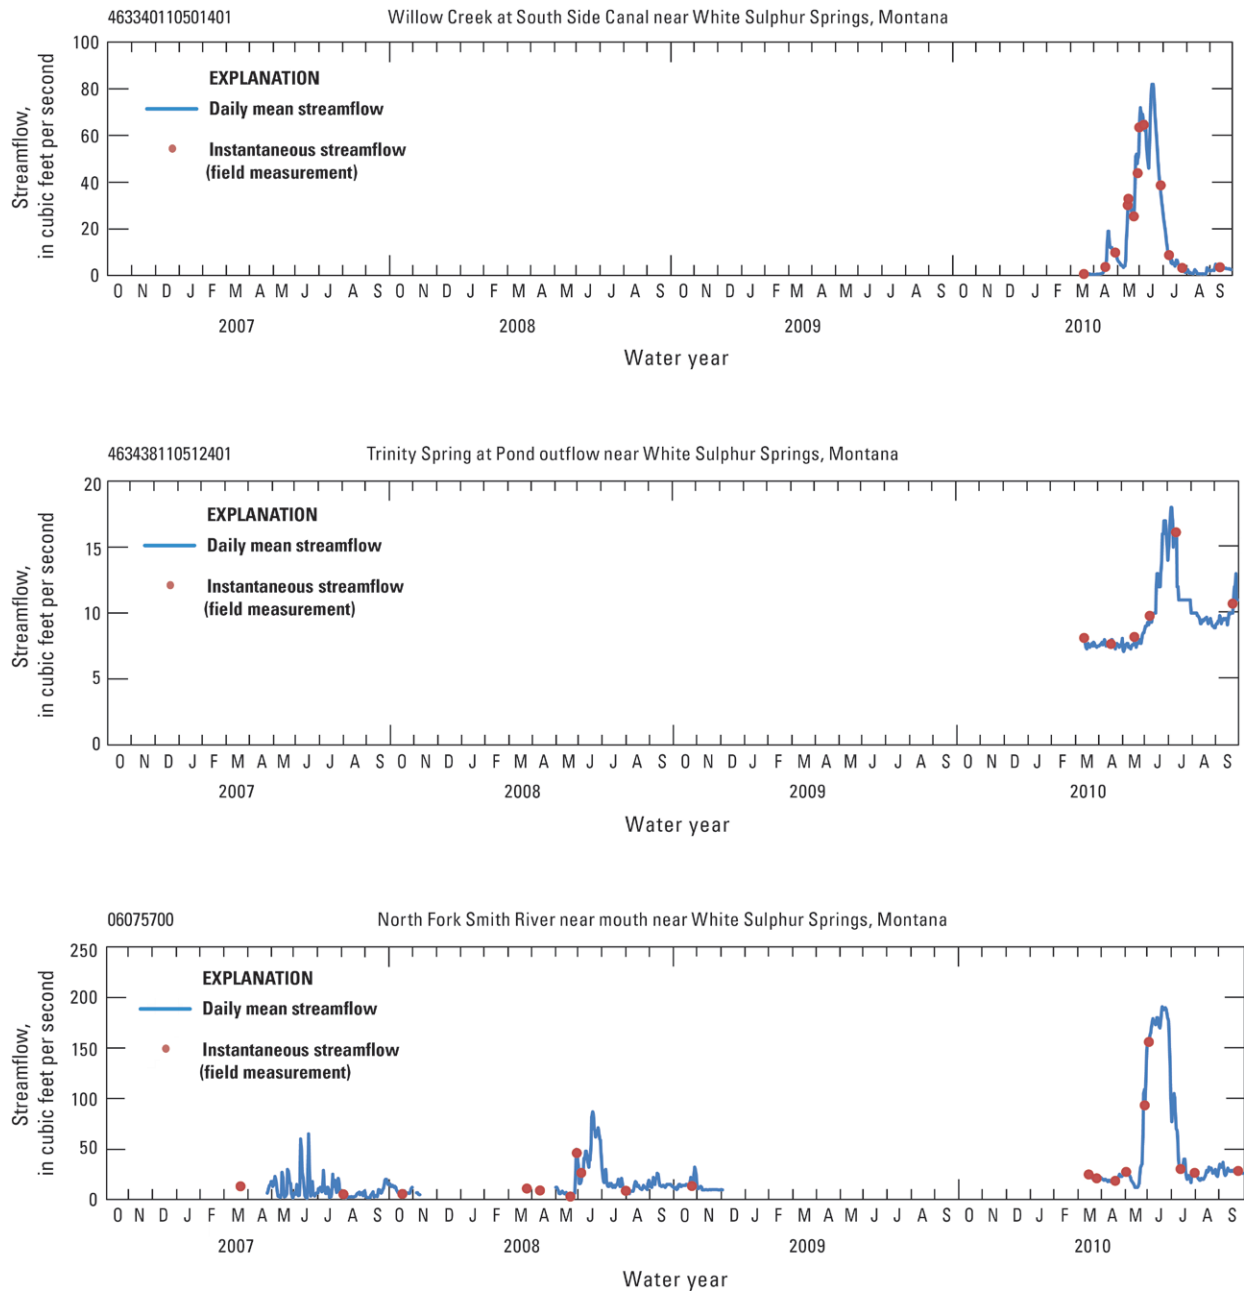 463340110501401 Willow Creek at South Side Canal near White Sulphur Springs, Montana
100
80
60
40
20
0
Streamflow,
in cubic feet per second
EXPLANATION
Daily mean streamflow
Instantaneous streamflow
(field measurement)
O N D J F M A M J J A S O N D J F M A M J J A S O N D J F M A M J J A S O N D J F M A M J J A S
2007 2008 2009 2010
Water year
463438110512401 Trinity Spring at Pond outflow near White Sulphur Springs, Montana
20
15
10
5
0
Streamflow,
in cubic feet per second
EXPLANATION
Daily mean streamflow
Instantaneous streamflow
(field measurement)
O N D J F M A M J J A S O N D J F M A M J J A S O N D J F M A M J J A S O N D J F M A M J J A S
2007 2008 2009 2010
Water year
06075700 North Fork Smith River near mouth near White Sulphur Springs, Montana
250
200
150
100
50
0
Streamflow,
in cubic feet per second
EXPLANATION
Daily mean streamflow
Instantaneous streamflow
(field measurement)
O N D J F M A M J J A S O N D J F M A M J J A S O N D J F M A M J J A S O N D J F M A M J J A S
2007 2008 2009 2010
Water year